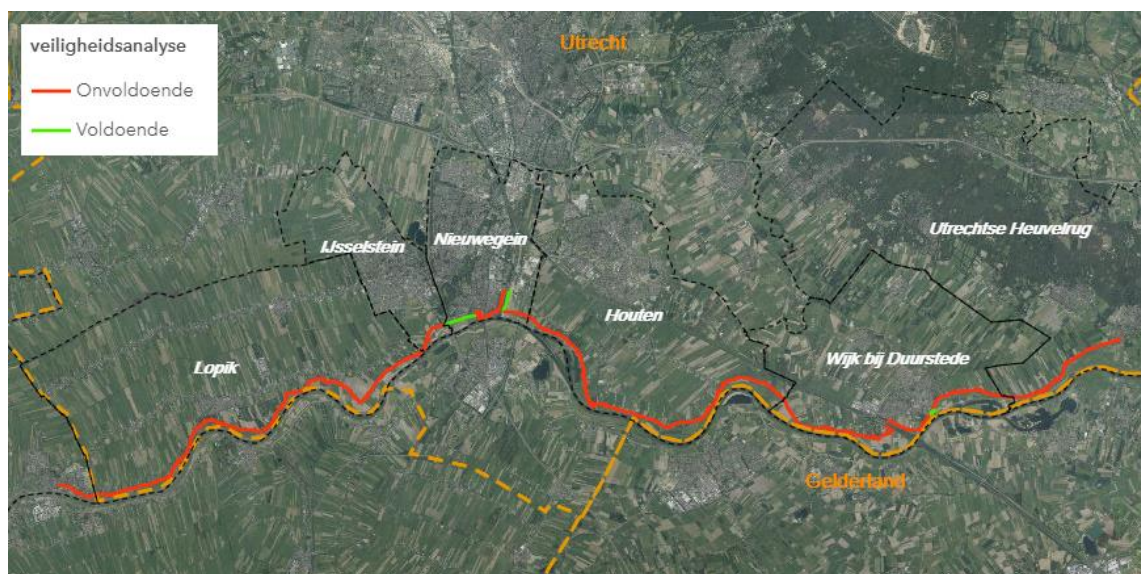 veiligheidsanalyse
Onvoldoende
Voldoende
Utrecht
Utrechtse Heuvelrug
IJsselstein
Nieuwegein
Houten
Wijk bij Duurstede
Lopik
Gelderland